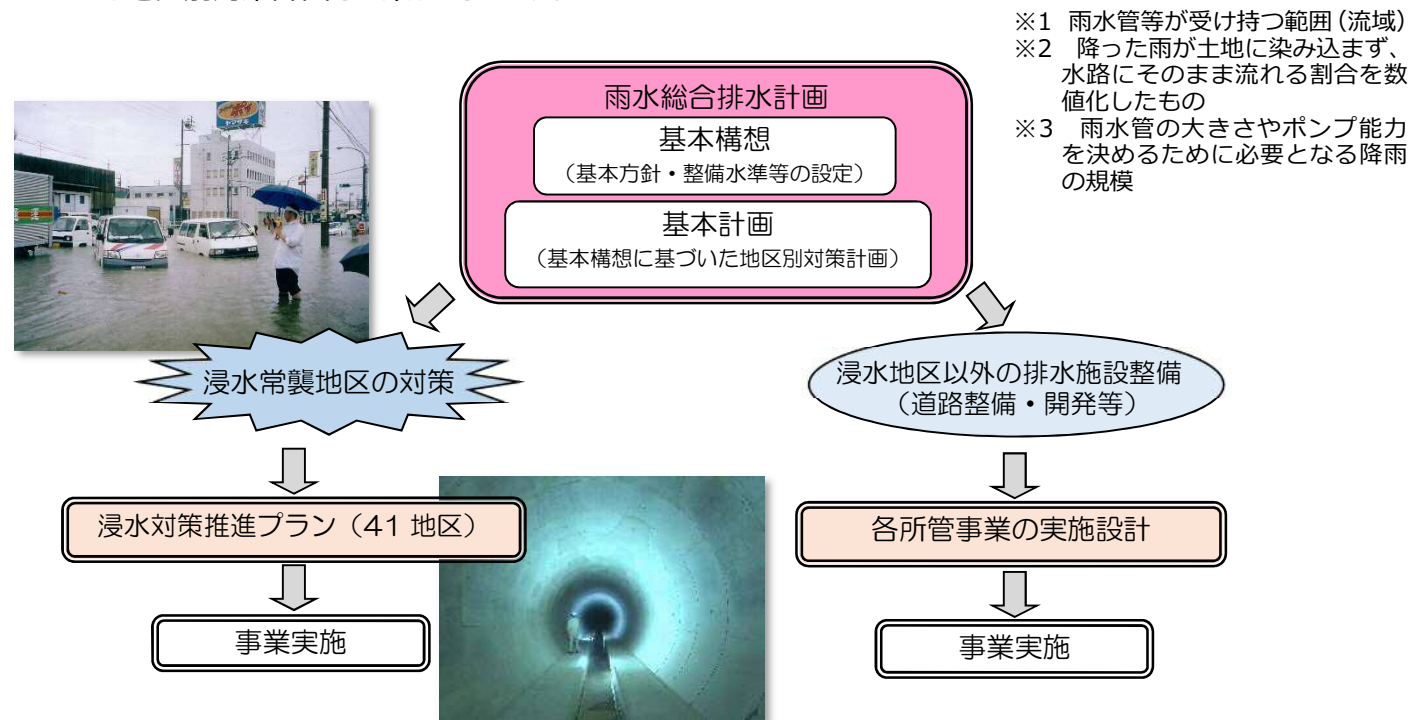 ※1 雨水管等が受け持つ範囲(流域)
※2 降った雨が土地に染み込まず、
水路にそのまま流れる割合を数
値化したもの
※3 雨水管の大きさやポンプ能力
を決めるために必要となる降雨
の規模
雨水総合排水計画
基本構想
(基本方針・整備水準等の設定)
基本計画
(基本構想に基づいた地区別対策計画)
浸水常襲地区の対策
浸水地区以外の排水施設整備
(道路整備・開発等)
浸水対策推進プラン(41 地区)
各所管事業の実施設計
事業実施
事業実施